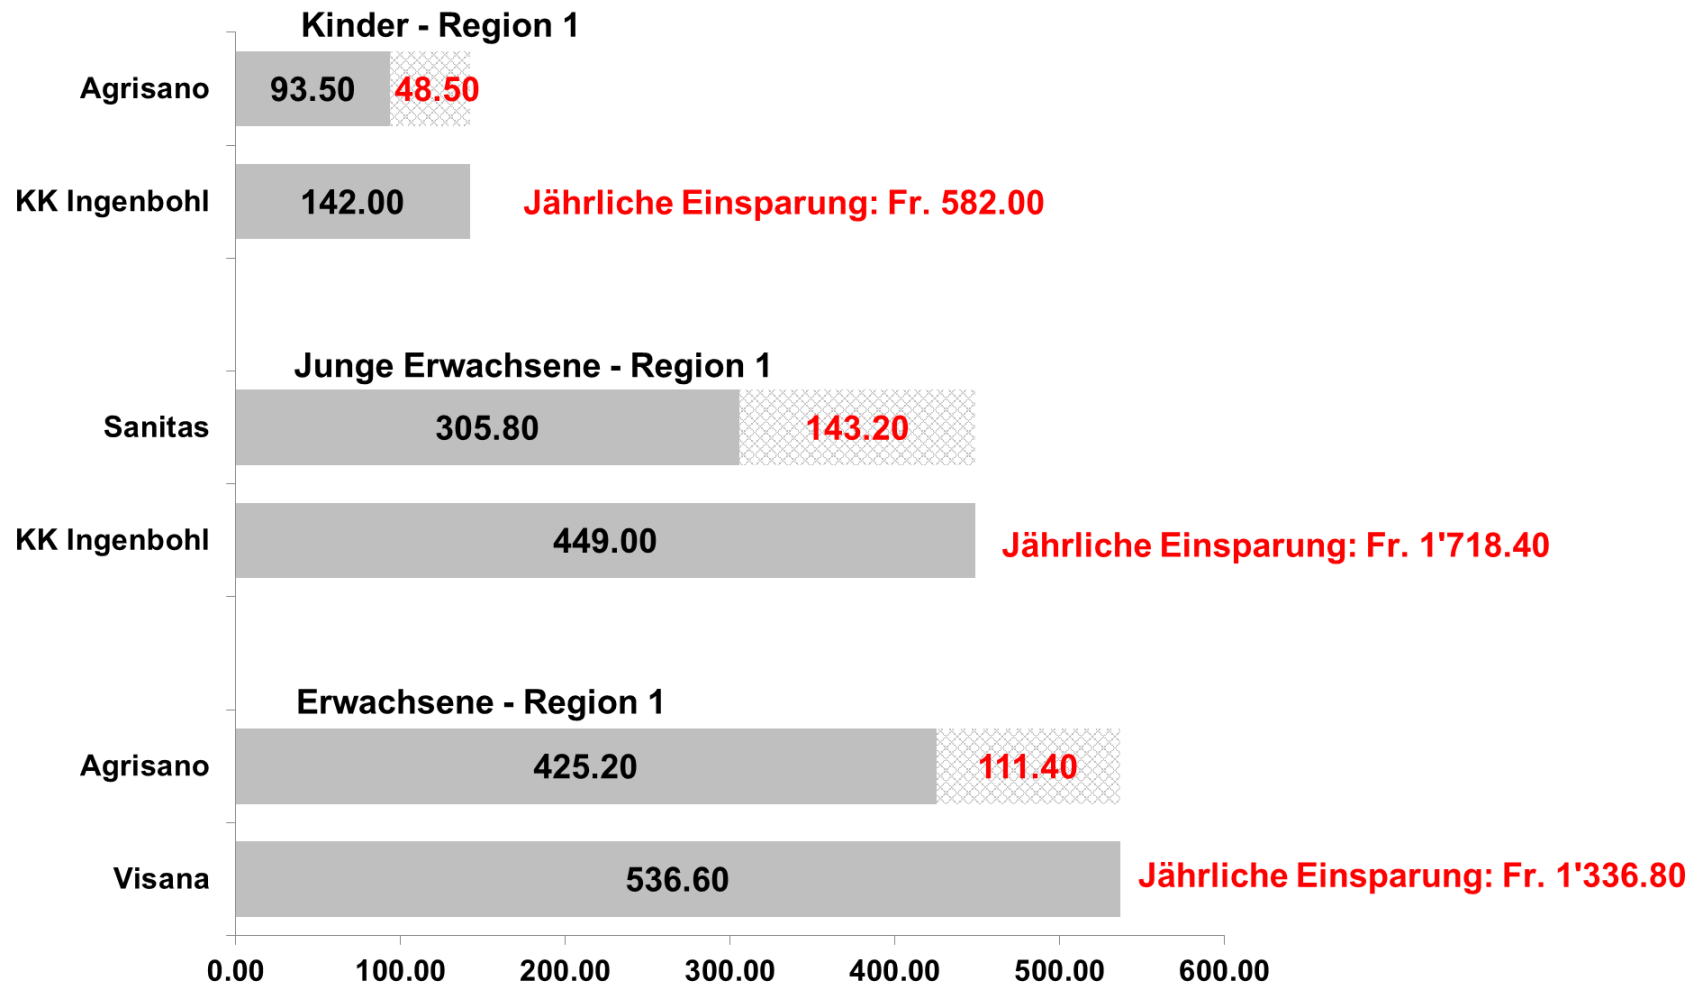 Kinder - Region 1
Agrisano 93.50 48.50
KK Ingenbohl 142.00 Jährliche Einsparung: Fr. 582.00
Junge Erwachsene - Region 1
Sanitas 305.80 143.20
KK Ingenbohl 449.00 Jährliche Einsparung: Fr. 1'718.40
Erwachsene - Region 1
Agrisano 425.20 111.40
Visana 536.60 Jährliche Einsparung: Fr. 1'336.80
0.00 100.00 200.00 300.00 400.00 500.00 600.00